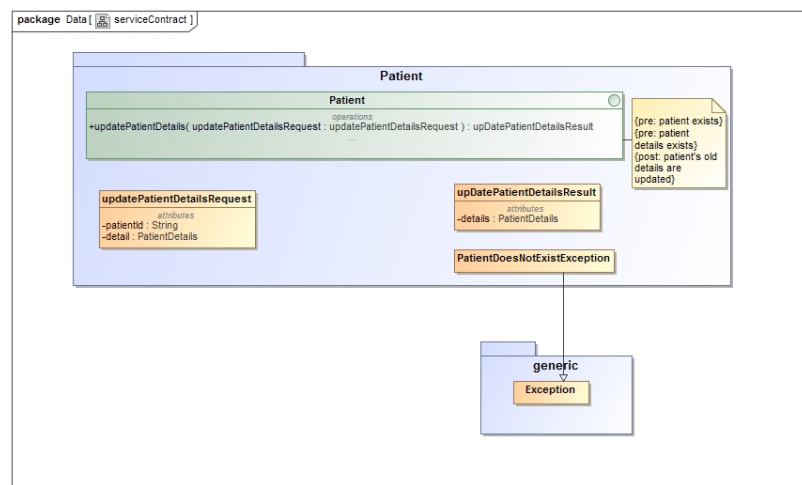 package Data [ serviceContract ]
Patient
Patient
operations
+updatePatientDetails( updatePatientDetailsRequest : updatePatientDetailsRequest ) : upDatePatientDetailsResult
...
{pre: patient exists}
{pre: patient
details exists}
{post: patient's old
details are
updated}
updatePatientDetailsRequest
attributes
-patientId : String
-detail : PatientDetails
upDatePatientDetailsResult
attributes
-details : PatientDetails
PatientDoesNotExistException
generic
Exception